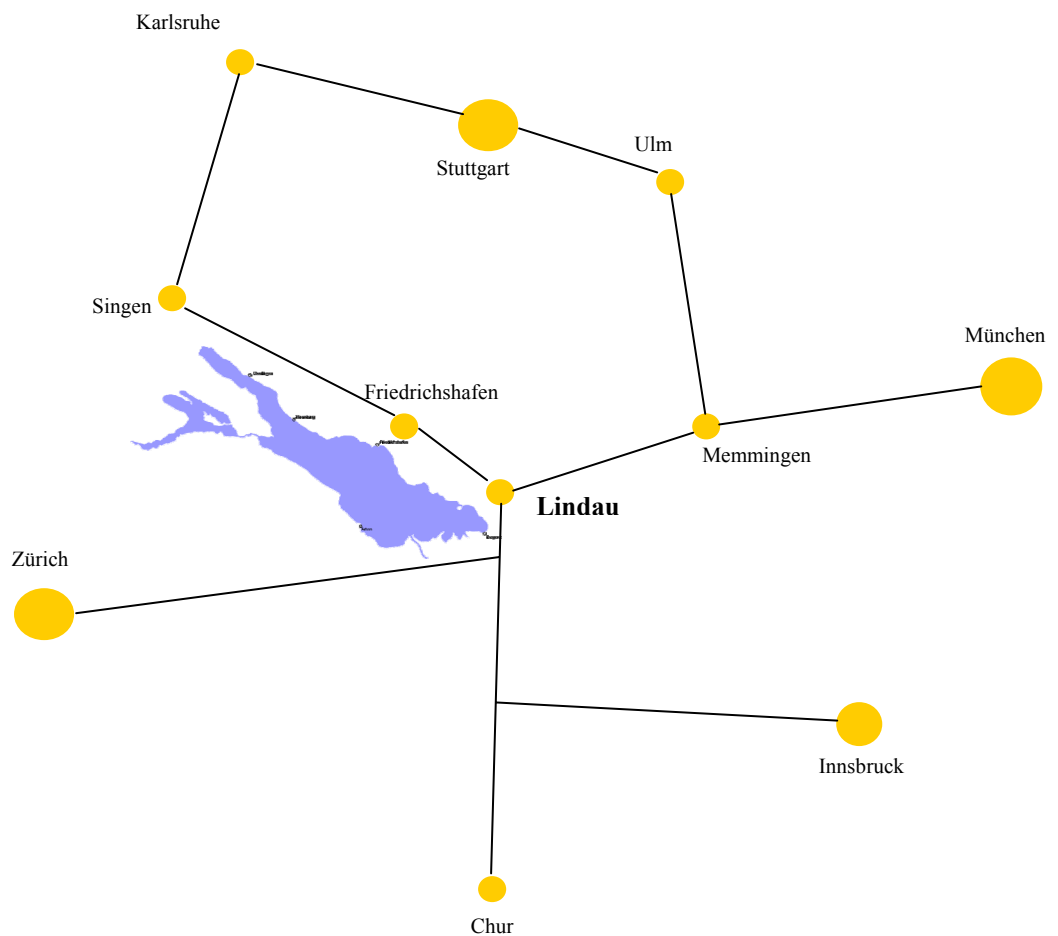 Karlsruhe
Stuttgart
Ulm
Singen
München
Friedrichshafen
Memmingen
Lindau
Zürich
Innsbruck
Chur